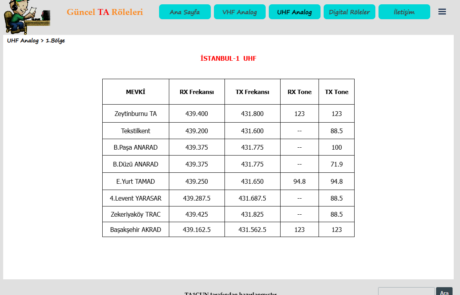 Güncel TA Röleleri
Ana Sayfa
VHF Analog
UHF Analog
Digital Röleler
İletişim
UHF Analog > 1.Bölge
İSTANBUL-1 UHF
MEVKİ RX Frekansı TX Frekansı RX Tone TX Tone
Zeytinburnu TA 439.400 431.800 123 123
Tekstilkent 439.200 431.600 -- 88.5
B.Paşa ANARAD 439.375 431.775 -- 100
B.Düzü ANARAD 439.375 431.775 -- 71.9
E.Yurt TAMAD 439.250 431.650 94.8 94.8
4.Levent YARASAR 439.287.5 431.687.5 -- 88.5
Zekeriyaköy TRAC 439.425 431.825 -- 88.5
Başakşehir AKRAD 439.162.5 431.562.5 123 123
Ara